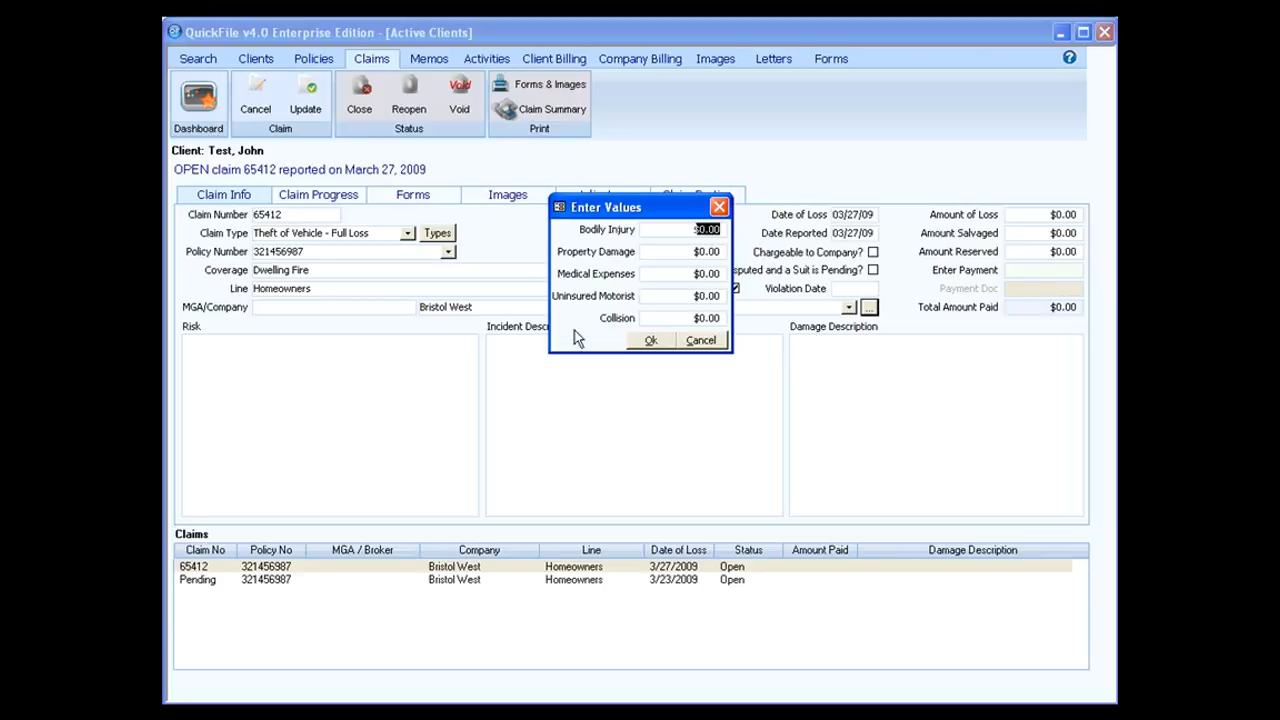 QuickFile v4.0 Enterprise Edition - [Active Clients]
Search Clients Policies Claims Memos Activities Client Billing Company Billing Images Letters Forms
Dashboard
Cancel Update
Claim
Close Reopen Void Void
Status
Forms & Images
Claim Summary
Print
Client: Test, John
OPEN claim 65412 reported on March 27, 2009
Claim Info Claim Progress Forms Images
Claim Number 65412
Claim Type Theft of Vehicle - Full Loss Types
Policy Number 321456987
Coverage Dwelling Fire
Line Homeowners
MGA/Company Bristol West
Enter Values
Bodily Injury $0.00
Property Damage $0.00
Medical Expenses $0.00
Uninsured Motorist $0.00
Collision $0.00
Ok Cancel
Date of Loss 03/27/09
Date Reported 03/27/09
Chargeable to Company?
sputed and a Suit is Pending?
Violation Date
...
Amount of Loss $0.00
Amount Salvaged $0.00
Amount Reserved $0.00
Enter Payment
Payment Doc
Total Amount Paid $0.00
Risk Incident Descr Damage Description
Claims
Claim No Policy No MGA / Broker Company Line Date of Loss Status Amount Paid Damage Description
65412 321456987 Bristol West Homeowners 3/27/2009 Open
Pending 321456987 Bristol West Homeowners 3/23/2009 Open